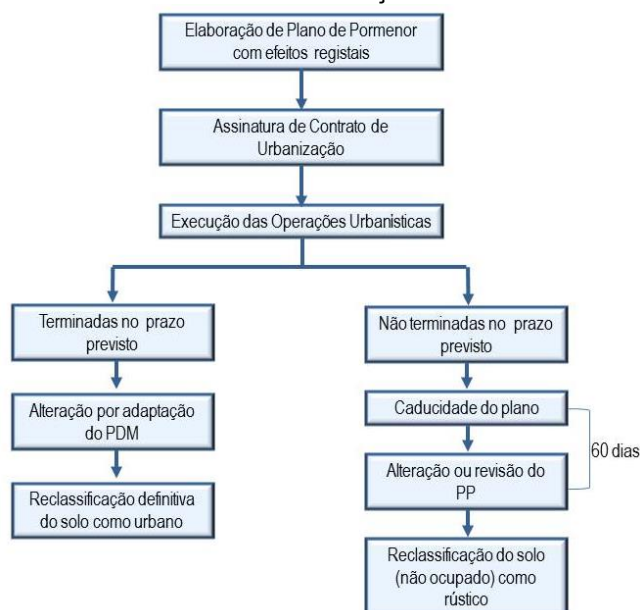 Elaboração de Plano de Pormenor
com efeitos registais
Assinatura de Contrato de
Urbanização
Execução das Operações Urbanísticas
Terminadas no prazo
previsto
Alteração por adaptação
do PDM
Reclassificação definitiva
do solo como urbano
Não terminadas no prazo
previsto
Caducidade do plano
60 dias
Alteração ou revisão do
PP
Reclassificação do solo
(não ocupado) como
rústico